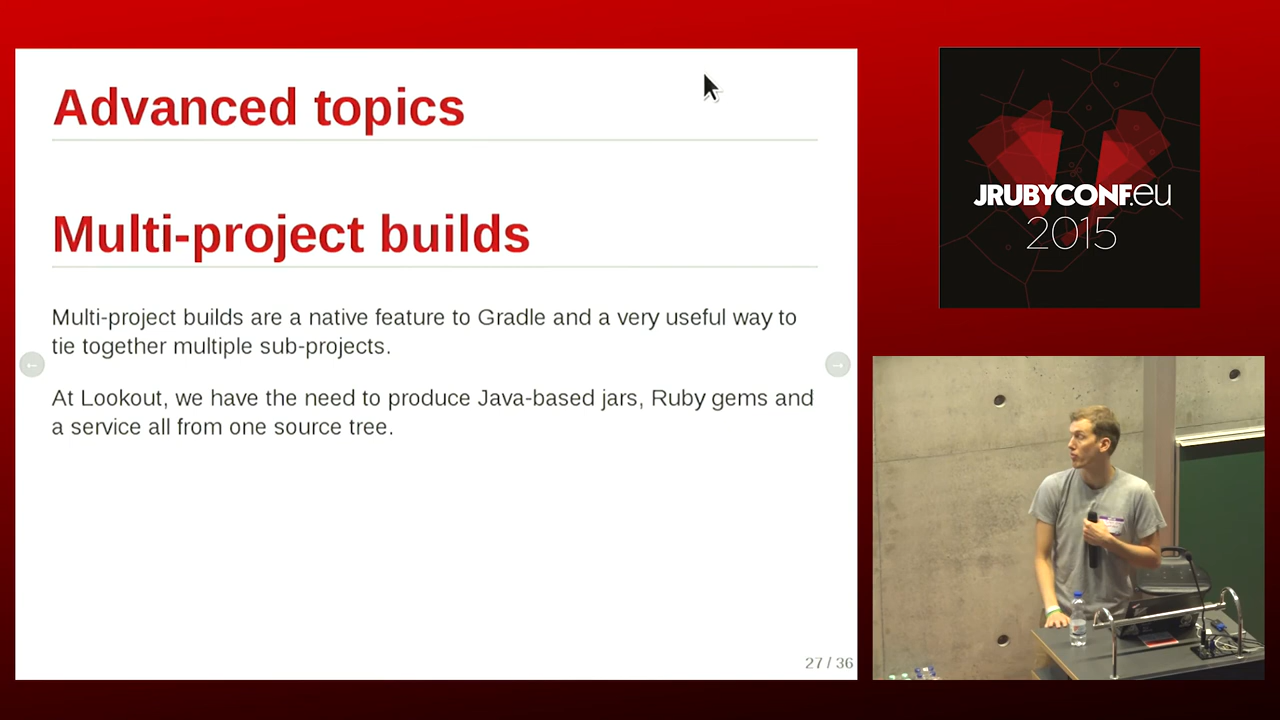 Advanced topics
Multi-project builds
Multi-project builds are a native feature to Gradle and a very useful way to
tie together multiple sub-projects.
At Lookout, we have the need to produce Java-based jars, Ruby gems and
a service all from one source tree.
27 / 36
JRUBYCONF.eu
2015